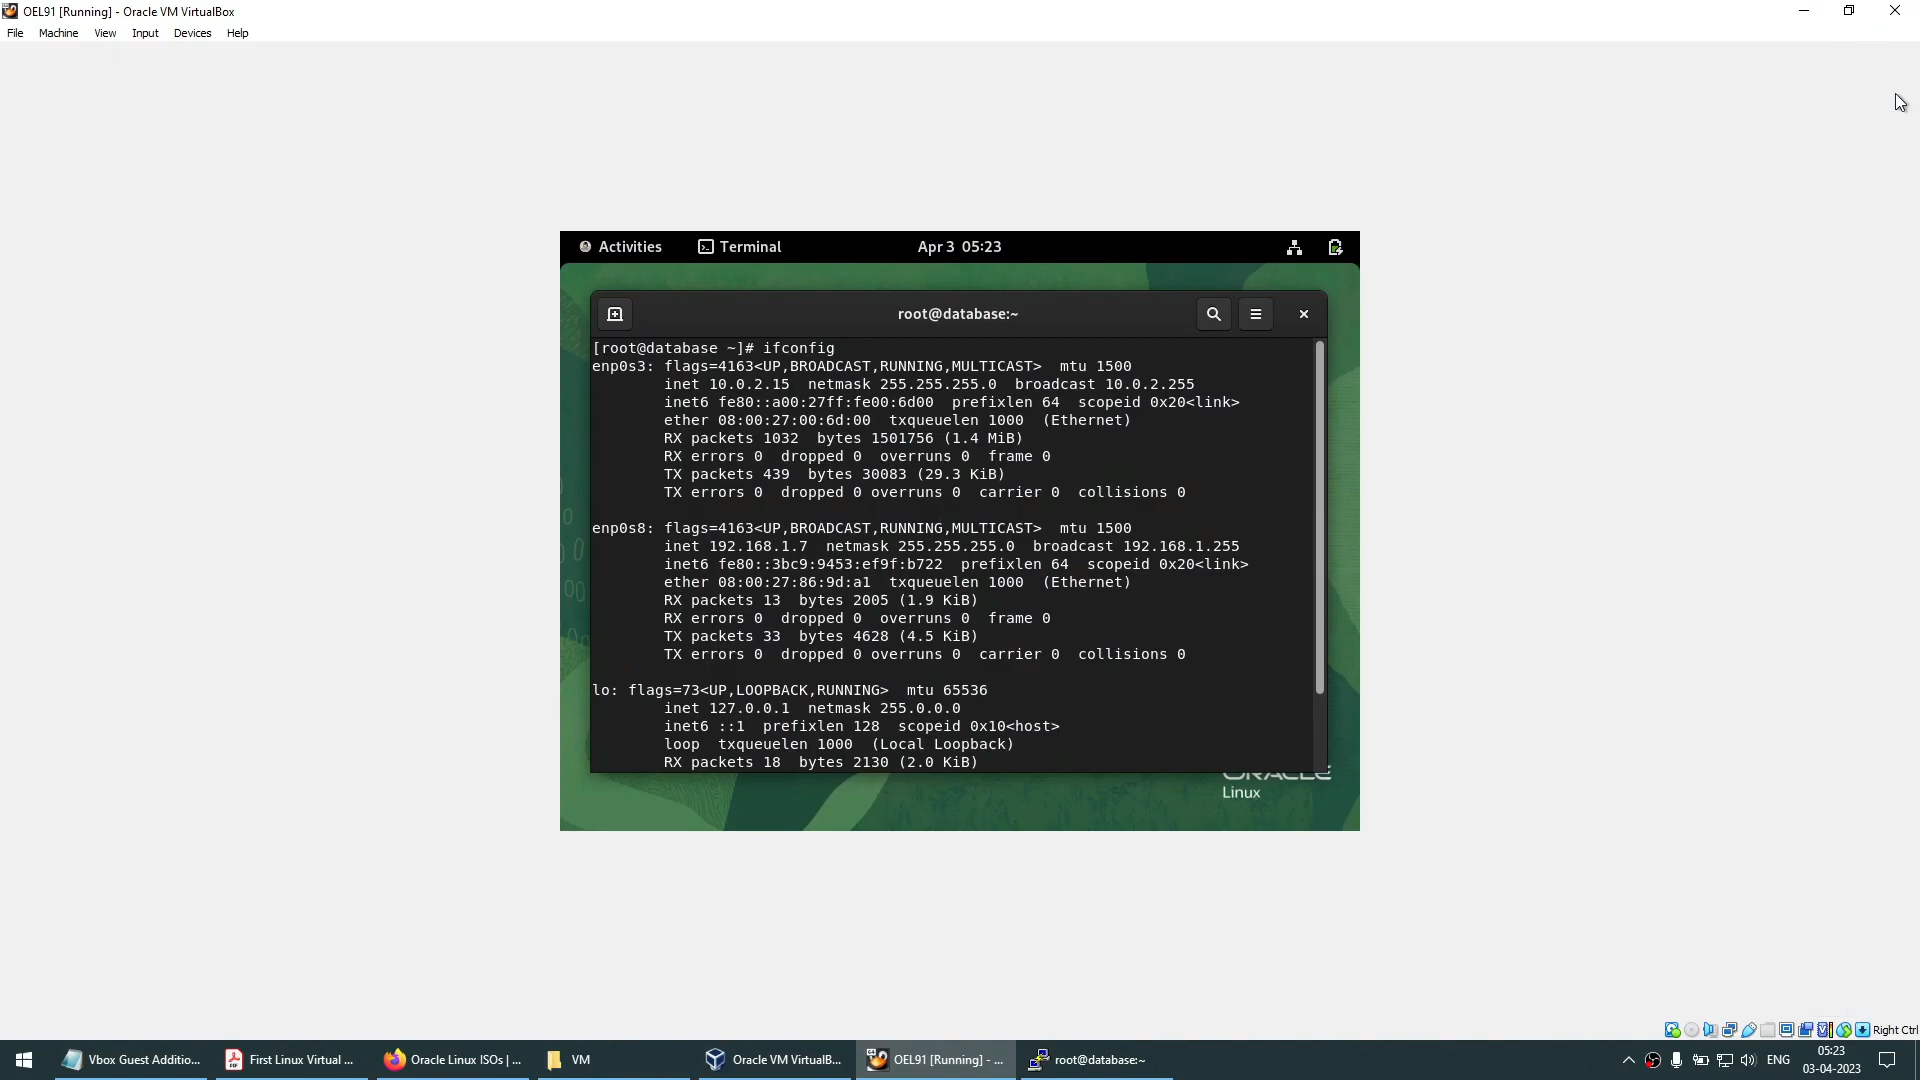 OEL91 [Running] - Oracle VM VirtualBox
File Machine View Input Devices Help
Activities Terminal Apr 3 05:23
root@database:~
[root@database ~]# ifconfig
enp0s3: flags=4163<UP,BROADCAST,RUNNING,MULTICAST>  mtu 1500
        inet 10.0.2.15  netmask 255.255.255.0  broadcast 10.0.2.255
        inet6 fe80::a00:27ff:fe00:6d00  prefixlen 64  scopeid 0x20<link>
        ether 08:00:27:00:6d:00  txqueuelen 1000  (Ethernet)
        RX packets 1032  bytes 1501756 (1.4 MiB)
        RX errors 0  dropped 0  overruns 0  frame 0
        TX packets 439  bytes 30083 (29.3 KiB)
        TX errors 0  dropped 0 overruns 0  carrier 0  collisions 0
enp0s8: flags=4163<UP,BROADCAST,RUNNING,MULTICAST>  mtu 1500
        inet 192.168.1.7  netmask 255.255.255.0  broadcast 192.168.1.255
        inet6 fe80::3bc9:9453:ef9f:b722  prefixlen 64  scopeid 0x20<link>
        ether 08:00:27:86:9d:a1  txqueuelen 1000  (Ethernet)
        RX packets 13  bytes 2005 (1.9 KiB)
        RX errors 0  dropped 0  overruns 0  frame 0
        TX packets 33  bytes 4628 (4.5 KiB)
        TX errors 0  dropped 0 overruns 0  carrier 0  collisions 0
lo: flags=73<UP,LOOPBACK,RUNNING>  mtu 65536
        inet 127.0.0.1  netmask 255.0.0.0
        inet6 ::1  prefixlen 128  scopeid 0x10<host>
        loop  txqueuelen 1000  (Local Loopback)
        RX packets 18  bytes 2130 (2.0 KiB)
ORACLE
Linux
Right Ctrl
Vbox Guest Additio... First Linux Virtual ... Oracle Linux ISOs | ... VM Oracle VM VirtualB... OEL91 [Running] - ... root@database:~ ENG 05:23
03-04-2023